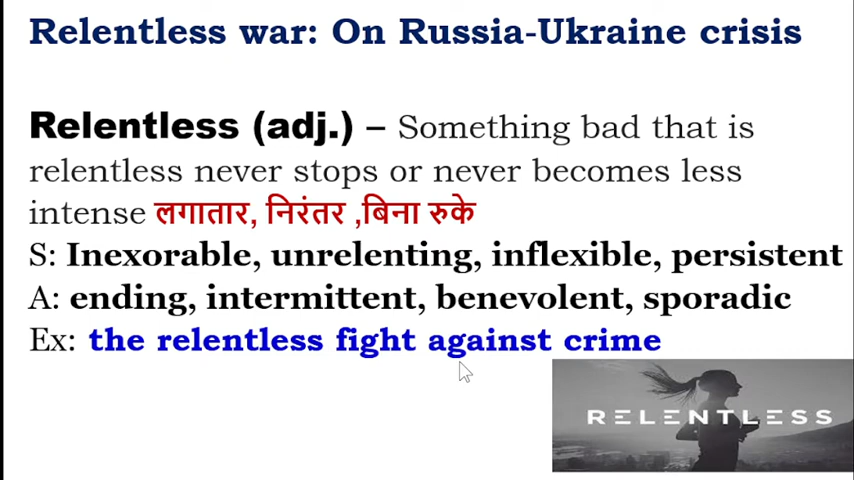 Relentless war: On Russia-Ukraine crisis
Relentless (adj.) – Something bad that is
relentless never stops or never becomes less
intense लगातार, निरंतर ,बिना रुके
S: Inexorable, unrelenting, inflexible, persistent
A: ending, intermittent, benevolent, sporadic
Ex: the relentless fight against crime
RELENTLESS